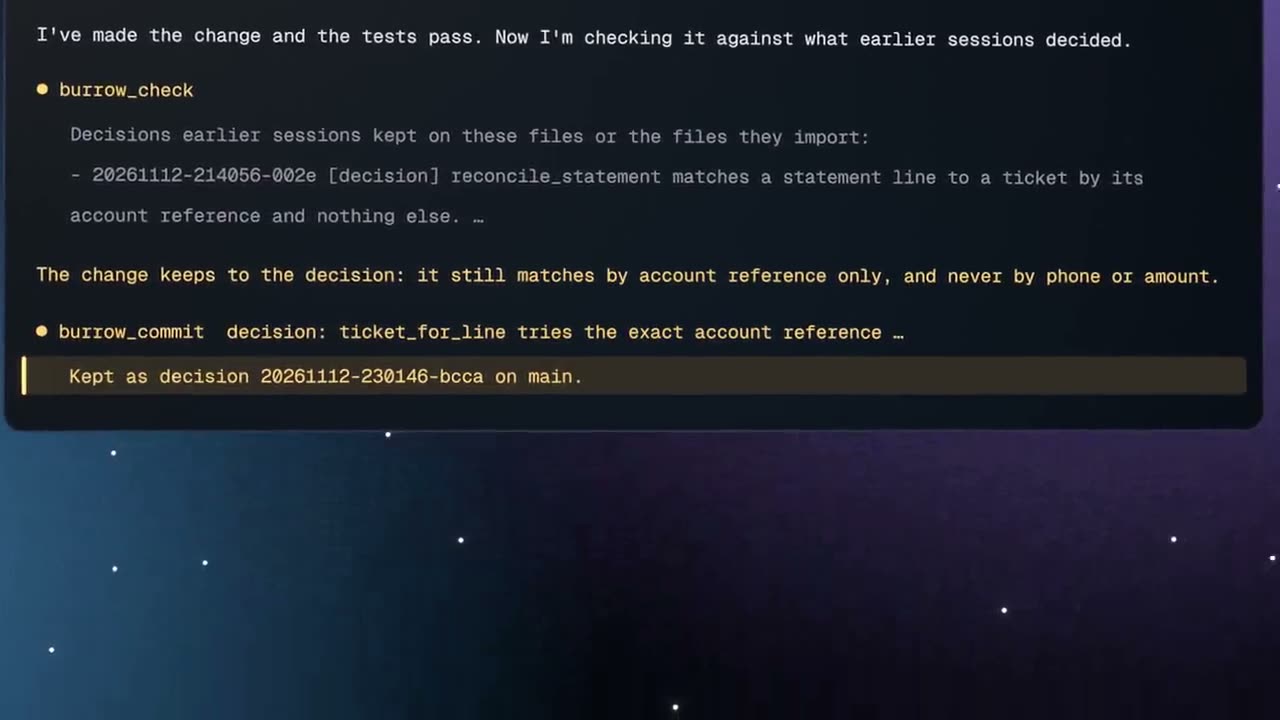 I've made the change and the tests pass. Now I'm checking it against what earlier sessions decided.
● burrow_check
Decisions earlier sessions kept on these files or the files they import:
- 20261112-214056-002e [decision] reconcile_statement matches a statement line to a ticket by its
account reference and nothing else. …
The change keeps to the decision: it still matches by account reference only, and never by phone or amount.
● burrow_commit decision: ticket_for_line tries the exact account reference …
Kept as decision 20261112-230146-bcca on main.